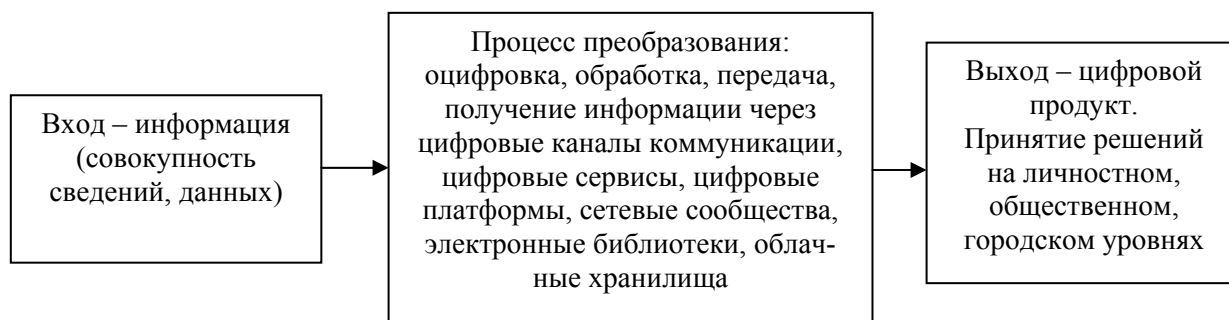 Вход – информация
(совокупность
сведений, данных)
Процесс преобразования:
оцифровка, обработка, передача,
получение информации через
цифровые каналы коммуникации,
цифровые сервисы, цифровые
платформы, сетевые сообщества,
электронные библиотеки, облач-
ные хранилища
Выход – цифровой
продукт.
Принятие решений
на личностном,
общественном,
городском уровнях